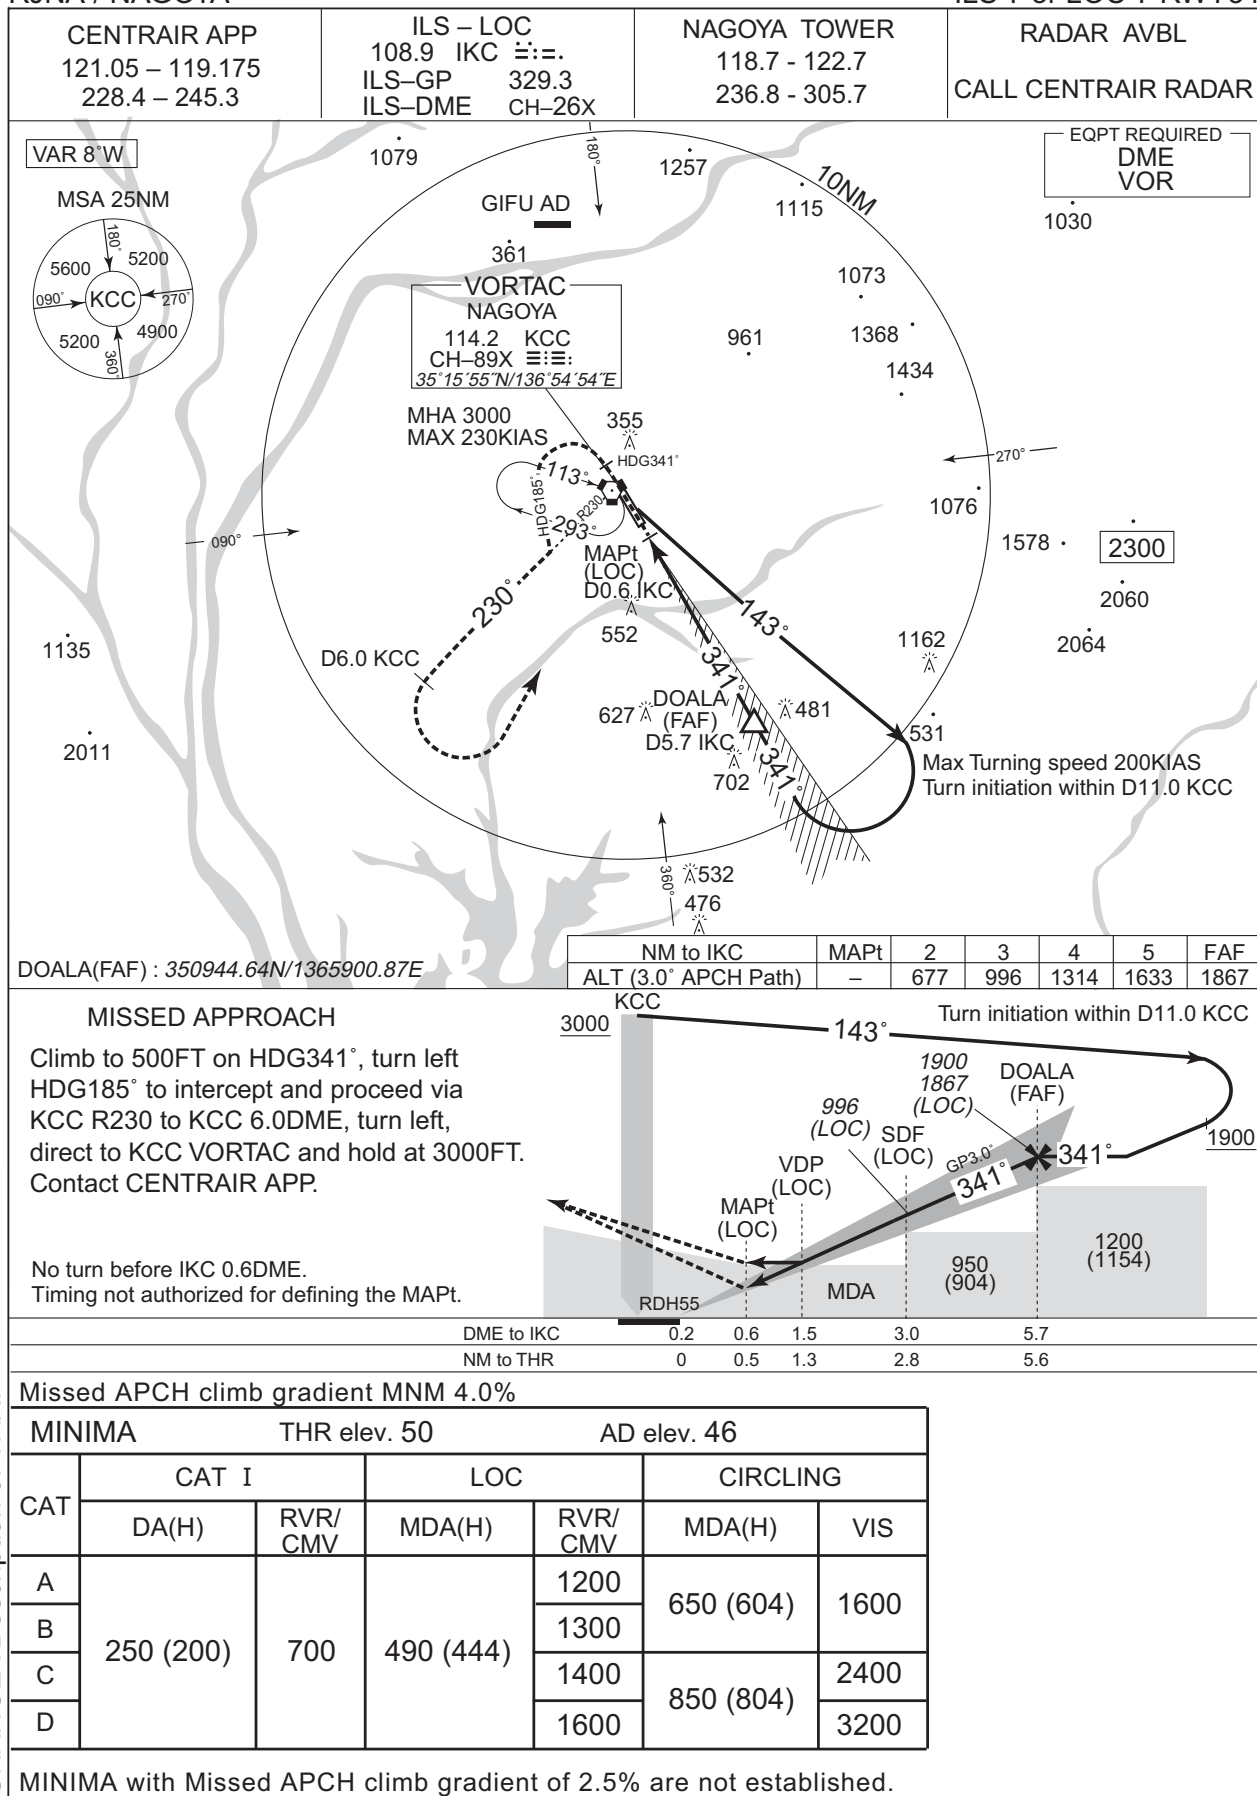 RJNA / NAGOYA
CENTRAIR APP
121.05 – 119.175
228.4 – 245.3
ILS – LOC
108.9 IKC
ILS–GP 329.3
ILS–DME CH–26X
NAGOYA TOWER
118.7 - 122.7
236.8 - 305.7
RADAR AVBL
CALL CENTRAIR RADAR
VAR 8°W
EQPT REQUIRED
DME
VOR
MSA 25NM
180°
5600
5200
090°
KCC
270°
5200
4900
360°
1079
180°
1257
10NM
1115
1030
GIFU AD
361
1073
VORTAC
NAGOYA
114.2 KCC
CH–89X
35°15´55˝N/136°54´54˝E
961
1368
1434
MHA 3000
MAX 230KIAS
355
HDG341°
270°
113°
HDG185°
R230
293°
1076
090°
MAPt
(LOC)
D0.6 IKC
1578
2300
230°
2060
143°
552
1162
2064
1135
D6.0 KCC
341°
DOALA
(FAF)
D5.7 IKC
627
481
531
2011
702
341°
Max Turning speed 200KIAS
Turn initiation within D11.0 KCC
360°
532
476
DOALA(FAF) : 350944.64N/1365900.87E
NM to IKC MAPt 2 3 4 5 FAF
ALT (3.0° APCH Path) – 677 996 1314 1633 1867
MISSED APPROACH
Climb to 500FT on HDG341°, turn left
HDG185° to intercept and proceed via
KCC R230 to KCC 6.0DME, turn left,
direct to KCC VORTAC and hold at 3000FT.
Contact CENTRAIR APP.
No turn before IKC 0.6DME.
Timing not authorized for defining the MAPt.
KCC
3000
143°
Turn initiation within D11.0 KCC
1900
1867
(LOC)
DOALA
(FAF)
996
(LOC)
SDF
(LOC)
GP3.0°
341°
341°
1900
VDP
(LOC)
MAPt
(LOC)
RDH55
MDA
950
(904)
1200
(1154)
DME to IKC 0.2 0.6 1.5 3.0 5.7
NM to THR 0 0.5 1.3 2.8 5.6
Missed APCH climb gradient MNM 4.0%
MINIMA THR elev. 50 AD elev. 46
CAT CAT I LOC CIRCLING
DA(H) RVR/CMV MDA(H) RVR/CMV MDA(H) VIS
A 250 (200) 700 490 (444) 1200 650 (604) 1600
B 1300
C 1400 850 (804) 2400
D 1600 3200
MINIMA with Missed APCH climb gradient of 2.5% are not established.